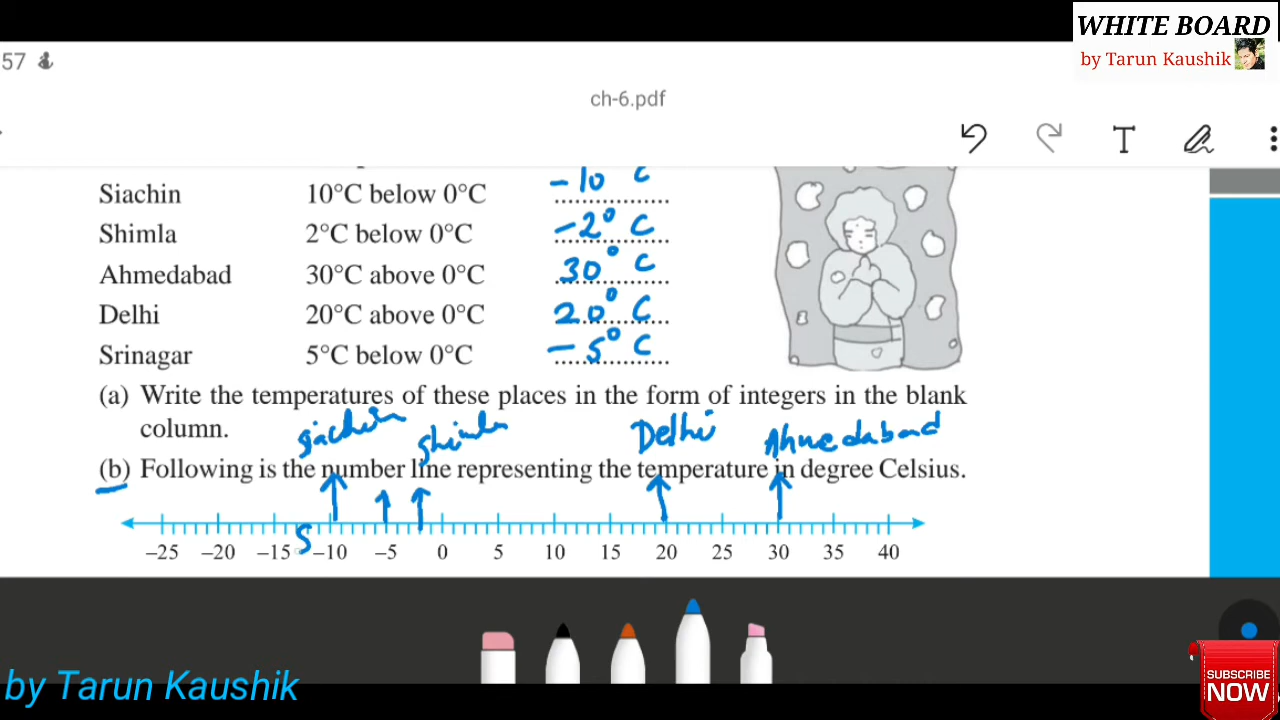 WHITE BOARD
by Tarun Kaushik
57
ch-6.pdf
T
Siachin 10°C below 0°C -10 C
Shimla 2°C below 0°C -2° C
Ahmedabad 30°C above 0°C 30° C
Delhi 20°C above 0°C 20° C
Srinagar 5°C below 0°C -5° C
(a) Write the temperatures of these places in the form of integers in the blank
column.
Siachin Shimla Delhi Ahmedabad
(b) Following is the number line representing the temperature in degree Celsius.
S
–25 –20 –15 –10 –5 0 5 10 15 20 25 30 35 40
by Tarun Kaushik
SUBSCRIBE
NOW